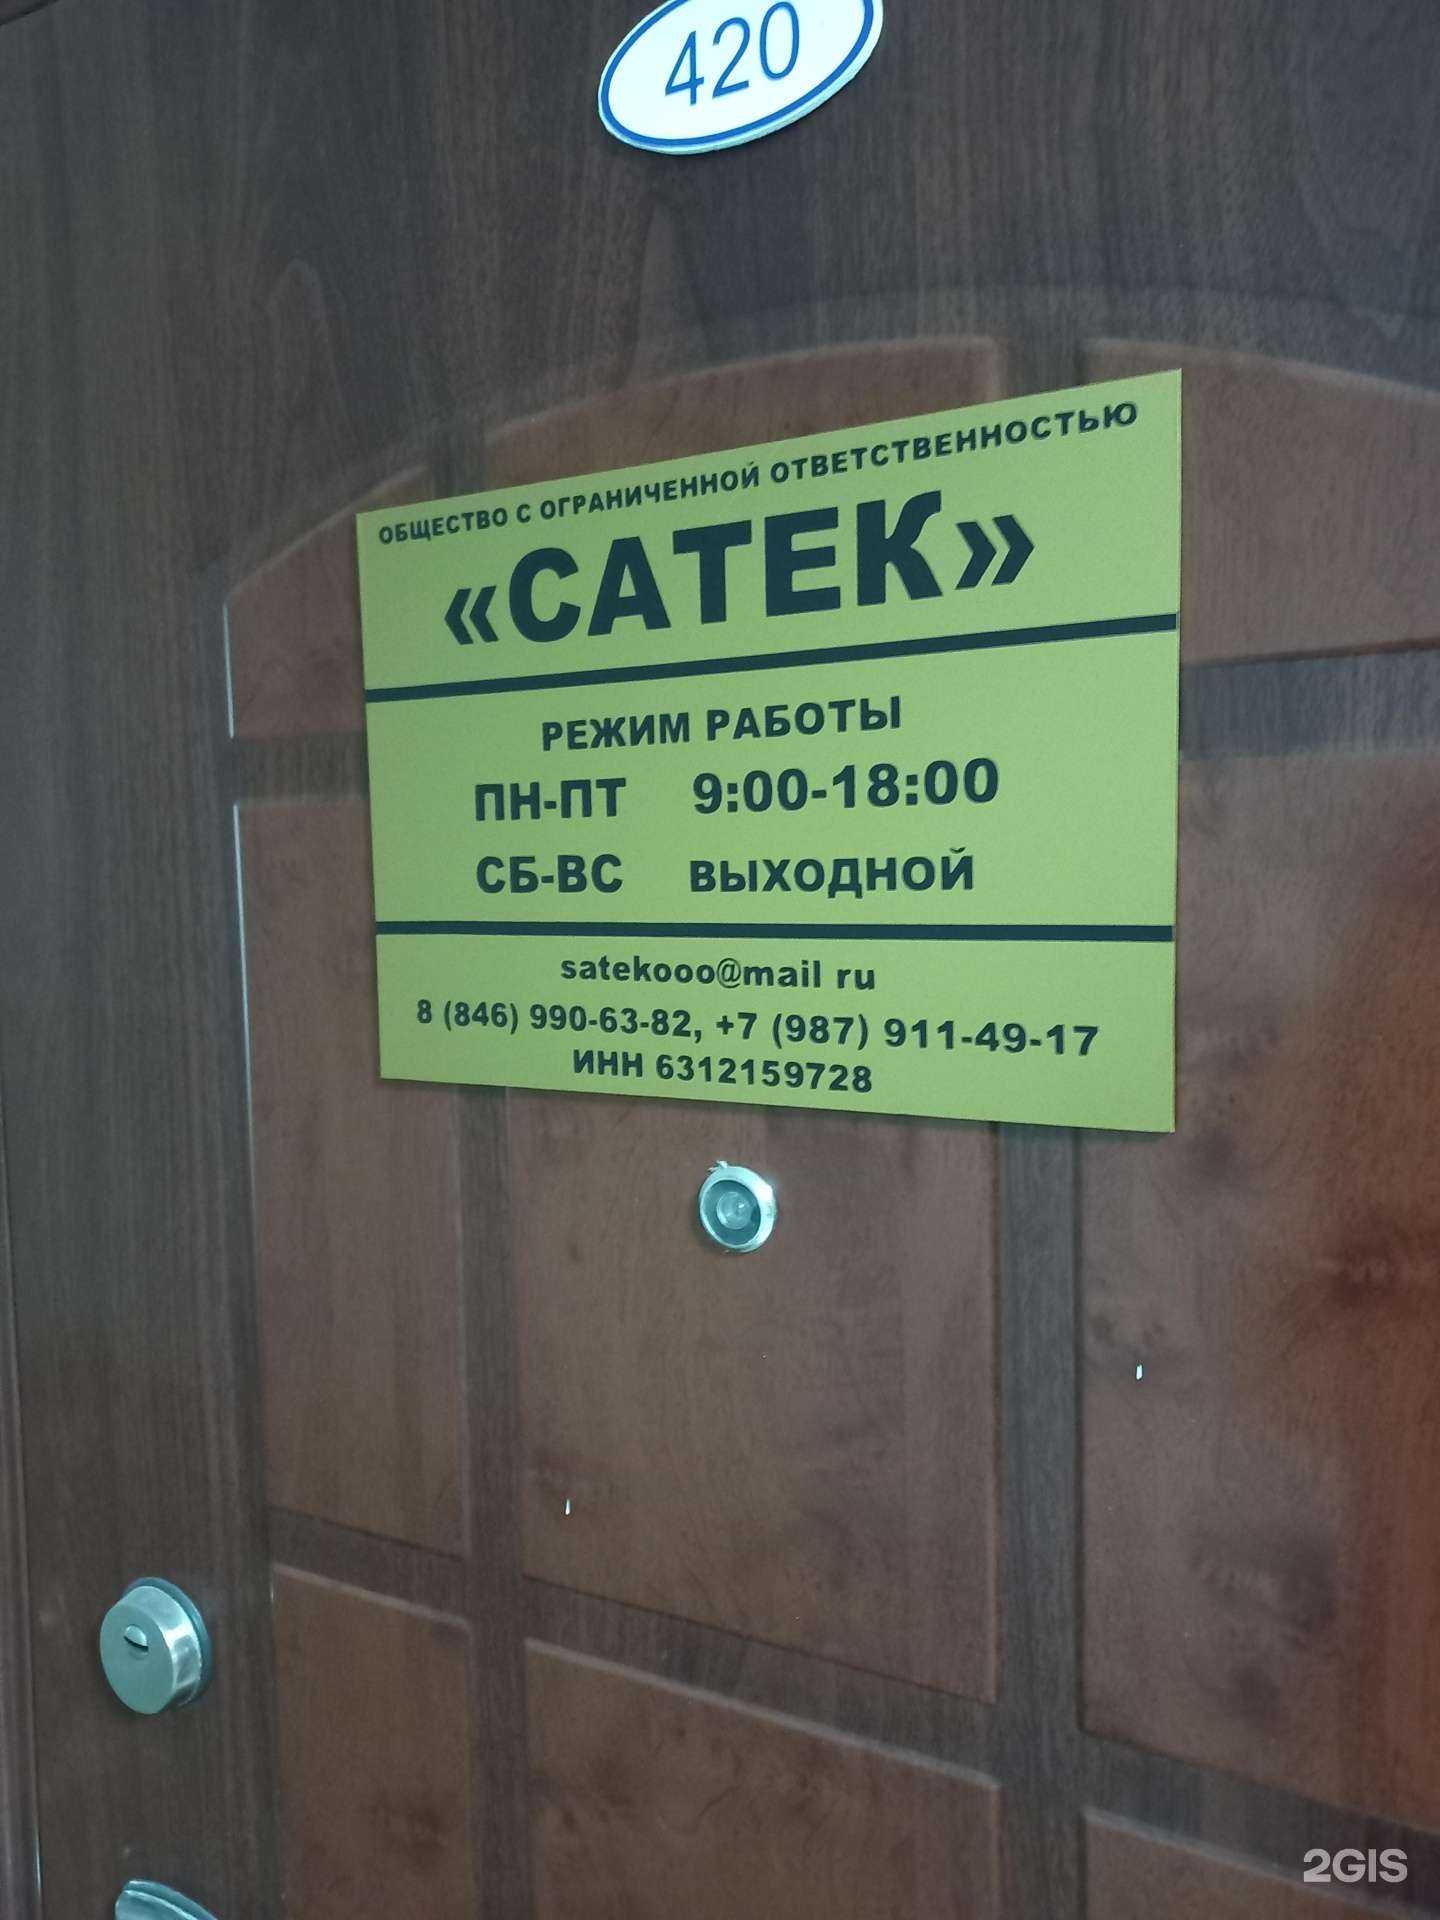 420
ОБЩЕСТВО С ОГРАНИЧЕННОЙ ОТВЕТСТВЕННОСТЬЮ
«САТЕК»
РЕЖИМ РАБОТЫ
ПН-ПТ 9:00-18:00
СБ-ВС ВЫХОДНОЙ
satekooo@mail ru
8 (846) 990-63-82, +7 (987) 911-49-17
ИНН 6312159728
2GIS